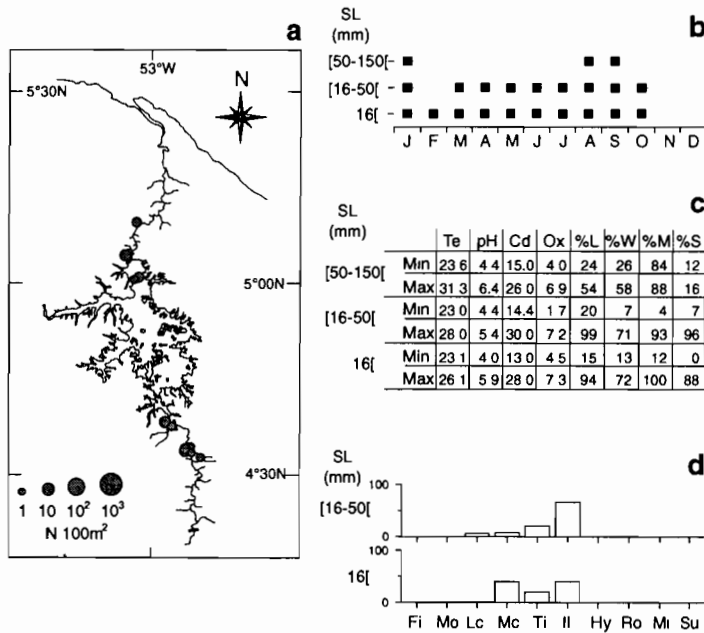 a
53°W
5°30N
N
5°00N
4°30N
1 10 10² 10³
N 100m²
b
SL
(mm)
[50-150[
[16-50[
16[
J F M A M J J A S O N D
c
SL
(mm)
Te pH Cd Ox %L %W %M %S
[50-150[ Min 23 6 4 4 15.0 4 0 24 26 84 12
Max 31 3 6.4 26 0 6 9 54 58 88 16
[16-50[ Min 23 0 4 4 14.4 1 7 20 7 4 7
Max 28 0 5 4 30 0 7 2 99 71 93 96
16[ Min 23 1 4 0 13 0 4 5 15 13 12 0
Max 26 1 5 9 28 0 7 3 94 72 100 88
d
SL
(mm)
100
[16-50[
0
100
16[
0
Fi Mo Lc Mc Ti Il Hy Ro Mi Su